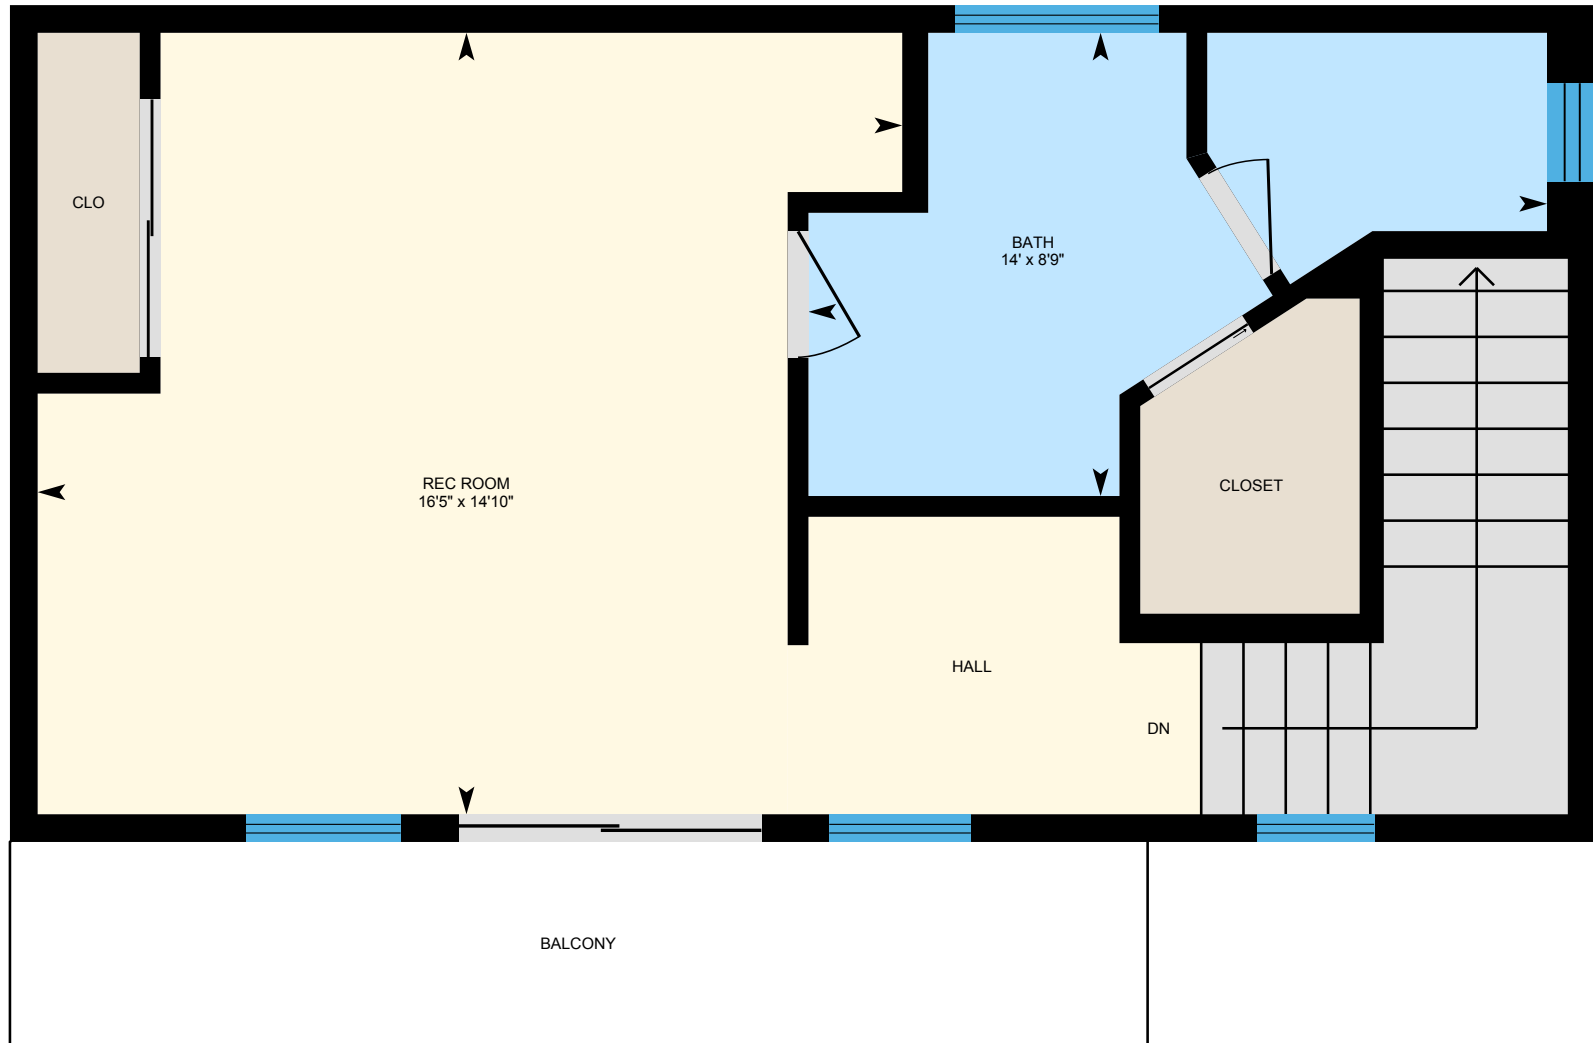 CLO
BATH
14' x 8'9"
REC ROOM
16'5" x 14'10"
CLOSET
HALL
DN
BALCONY